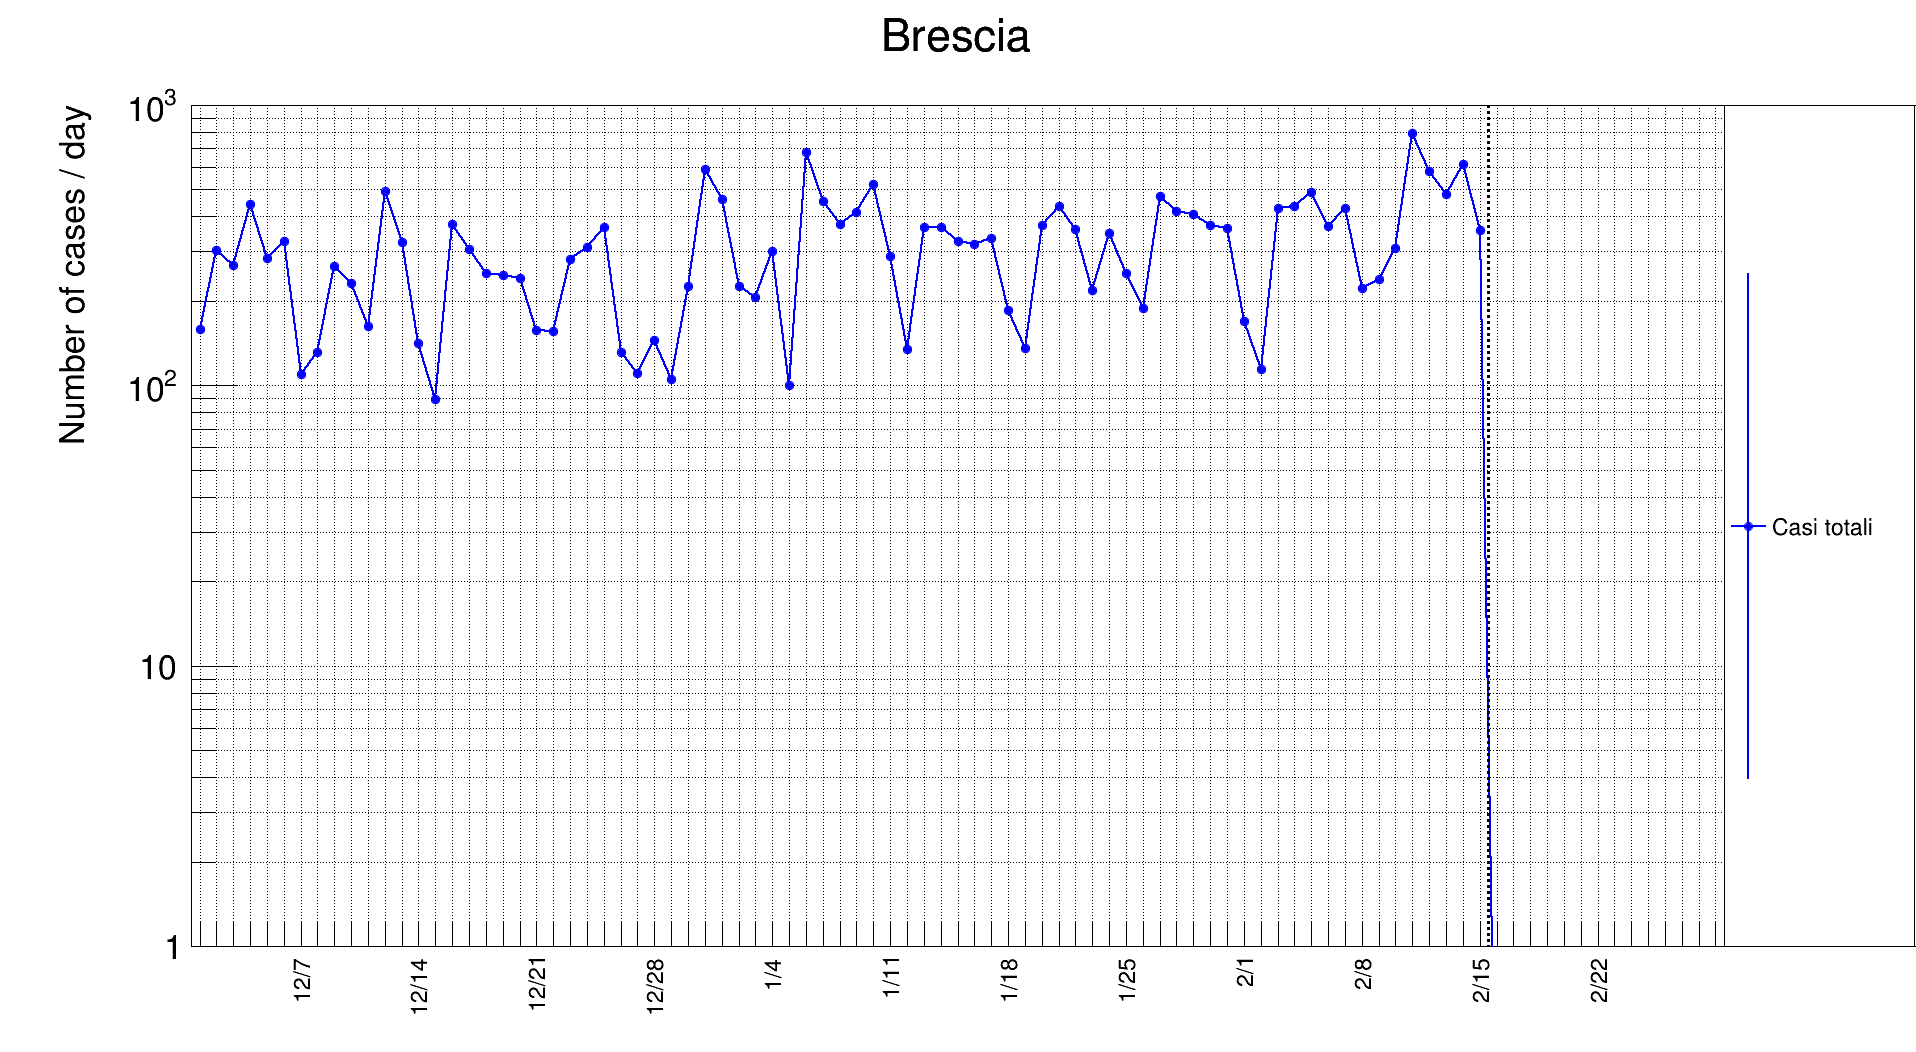 Brescia
Number of cases / day
10³
10²
10
1
12/7 12/14 12/21 12/28 1/4 1/11 1/18 1/25 2/1 2/8 2/15 2/22
Casi totali